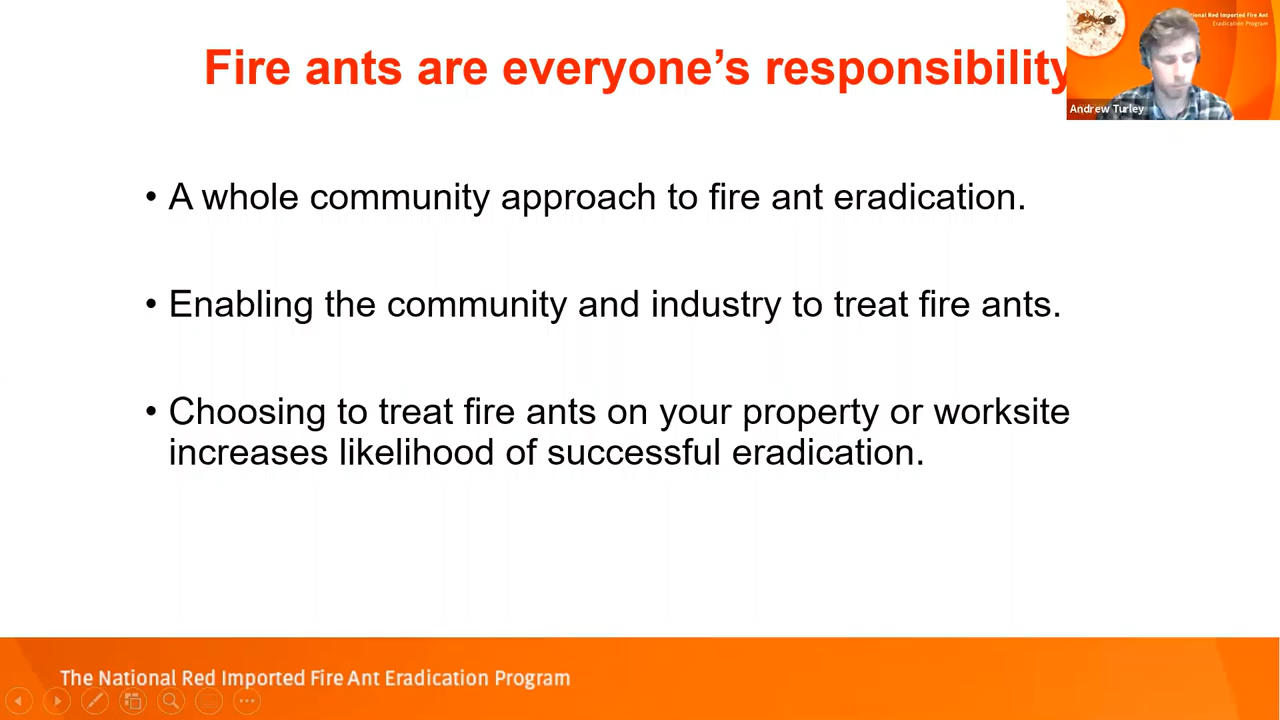 Fire ants are everyone's responsibility
National Red Imported Fire Ant
Eradication Program
Andrew Turley
• A whole community approach to fire ant eradication.
• Enabling the community and industry to treat fire ants.
• Choosing to treat fire ants on your property or worksite
increases likelihood of successful eradication.
The National Red Imported Fire Ant Eradication Program